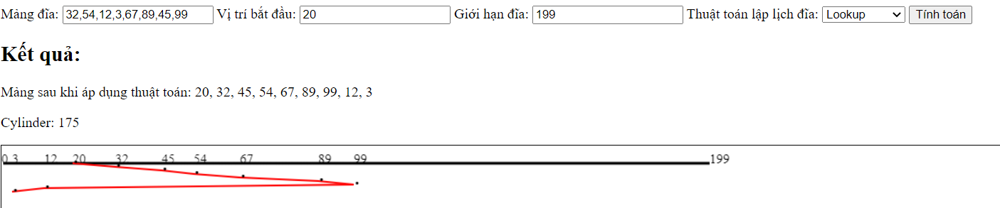 Mảng đĩa: 32,54,12,3,67,89,45,99 Vị trí bắt đầu: 20 Giới hạn đĩa: 199 Thuật toán lập lịch đĩa: Lookup Tính toán
Kết quả:
Mảng sau khi áp dụng thuật toán: 20, 32, 45, 54, 67, 89, 99, 12, 3
Cylinder: 175
0 3 12 20 32 45 54 67 89 99 199